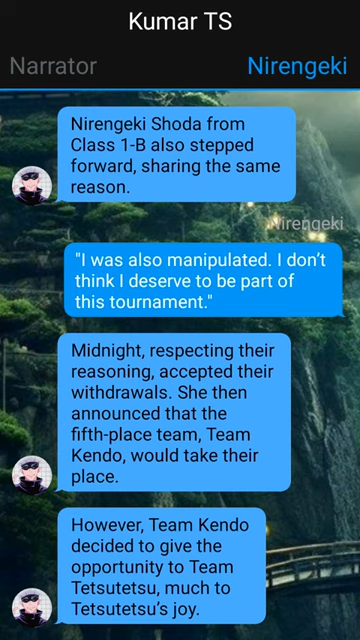 Kumar TS
Narrator
Nirengeki
Nirengeki Shoda from
Class 1-B also stepped
forward, sharing the same
reason.
Nirengeki
"I was also manipulated. I don't
think I deserve to be part of
this tournament."
Midnight, respecting their
reasoning, accepted their
withdrawals. She then
announced that the
fifth-place team, Team
Kendo, would take their
place.
However, Team Kendo
decided to give the
opportunity to Team
Tetsutetsu, much to
Tetsutetsu's joy.